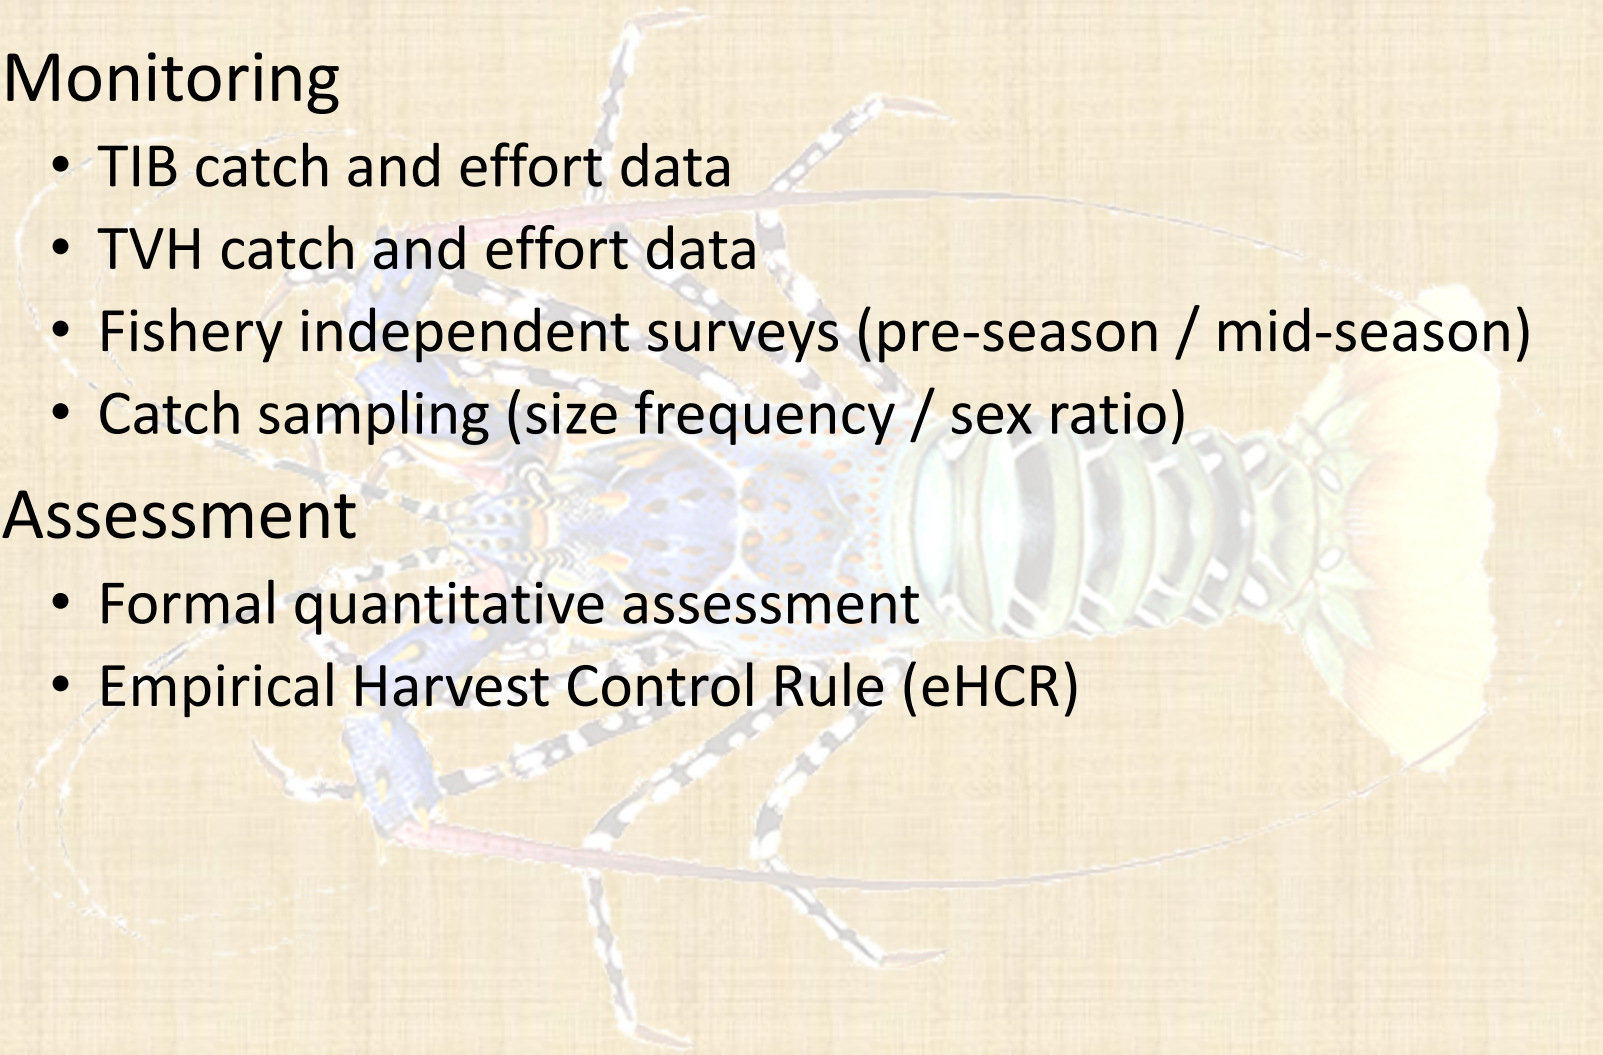 Monitoring
• TIB catch and effort data
• TVH catch and effort data
• Fishery independent surveys (pre-season / mid-season)
• Catch sampling (size frequency / sex ratio)
Assessment
• Formal quantitative assessment
• Empirical Harvest Control Rule (eHCR)